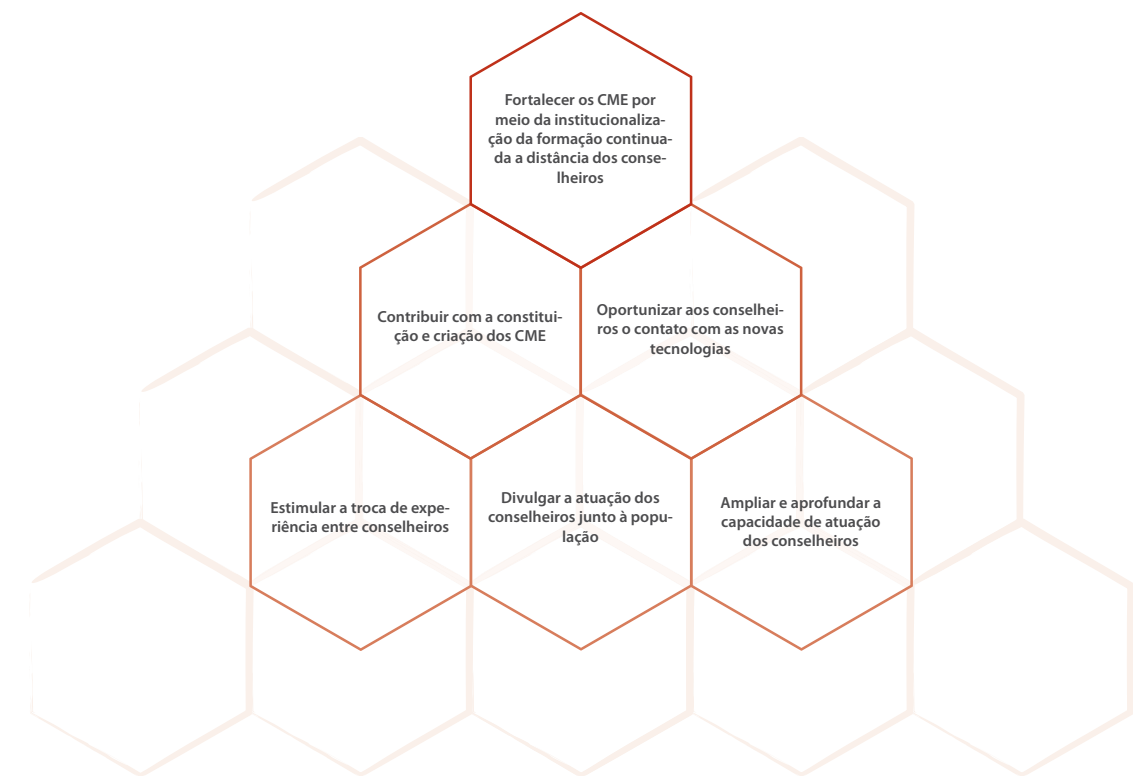 Fortalecer os CME por
meio da institucionaliza-
ção da formação continua-
da a distância dos conse-
lheiros
Contribuir com a constitui-
ção e criação dos CME
Oportunizar aos conselhei-
ros o contato com as novas
tecnologias
Estimular a troca de expe-
riência entre conselheiros
Divulgar a atuação dos
conselheiros junto à popu-
lação
Ampliar e aprofundar a
capacidade de atuação
dos conselheiros